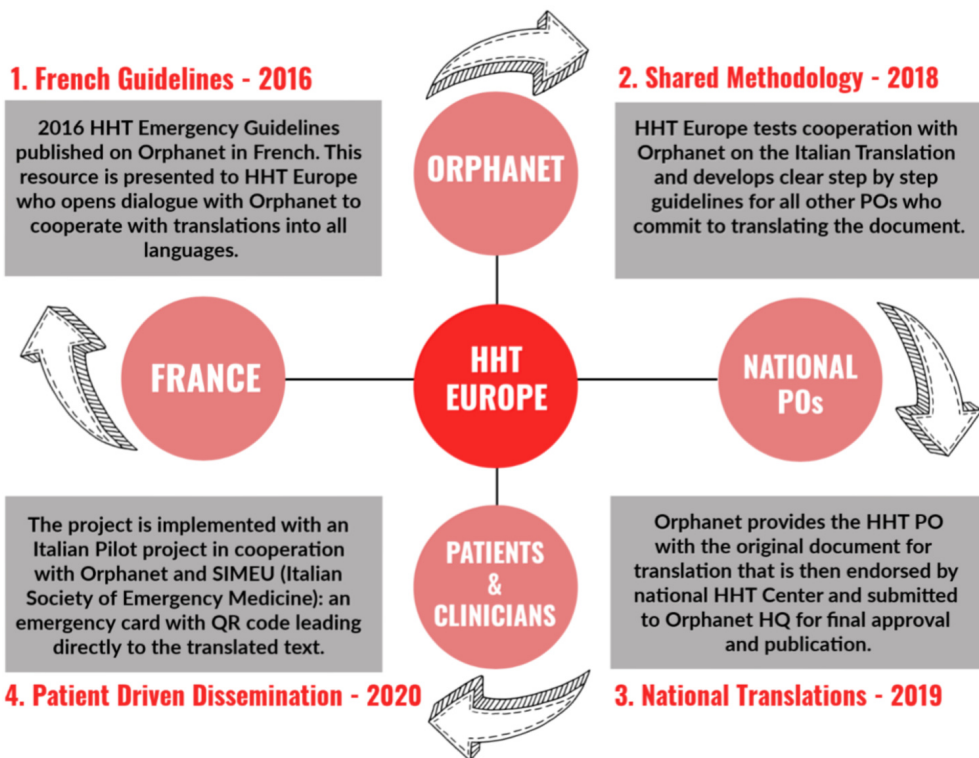 1. French Guidelines - 2016
2016 HHT Emergency Guidelines
published on Orphanet in French. This
resource is presented to HHT Europe
who opens dialogue with Orphanet to
cooperate with translations into all
languages.
ORPHANET
2. Shared Methodology - 2018
HHT Europe tests cooperation with
Orphanet on the Italian Translation
and develops clear step by step
guidelines for all other POs who
commit to translating the document.
FRANCE
HHT
EUROPE
NATIONAL
POs
The project is implemented with an
Italian Pilot project in cooperation
with Orphanet and SIMEU (Italian
Society of Emergency Medicine): an
emergency card with QR code leading
directly to the translated text.
4. Patient Driven Dissemination - 2020
PATIENTS
&
CLINICIANS
Orphanet provides the HHT PO
with the original document for
translation that is then endorsed by
national HHT Center and submitted
to Orphanet HQ for final approval
and publication.
3. National Translations - 2019